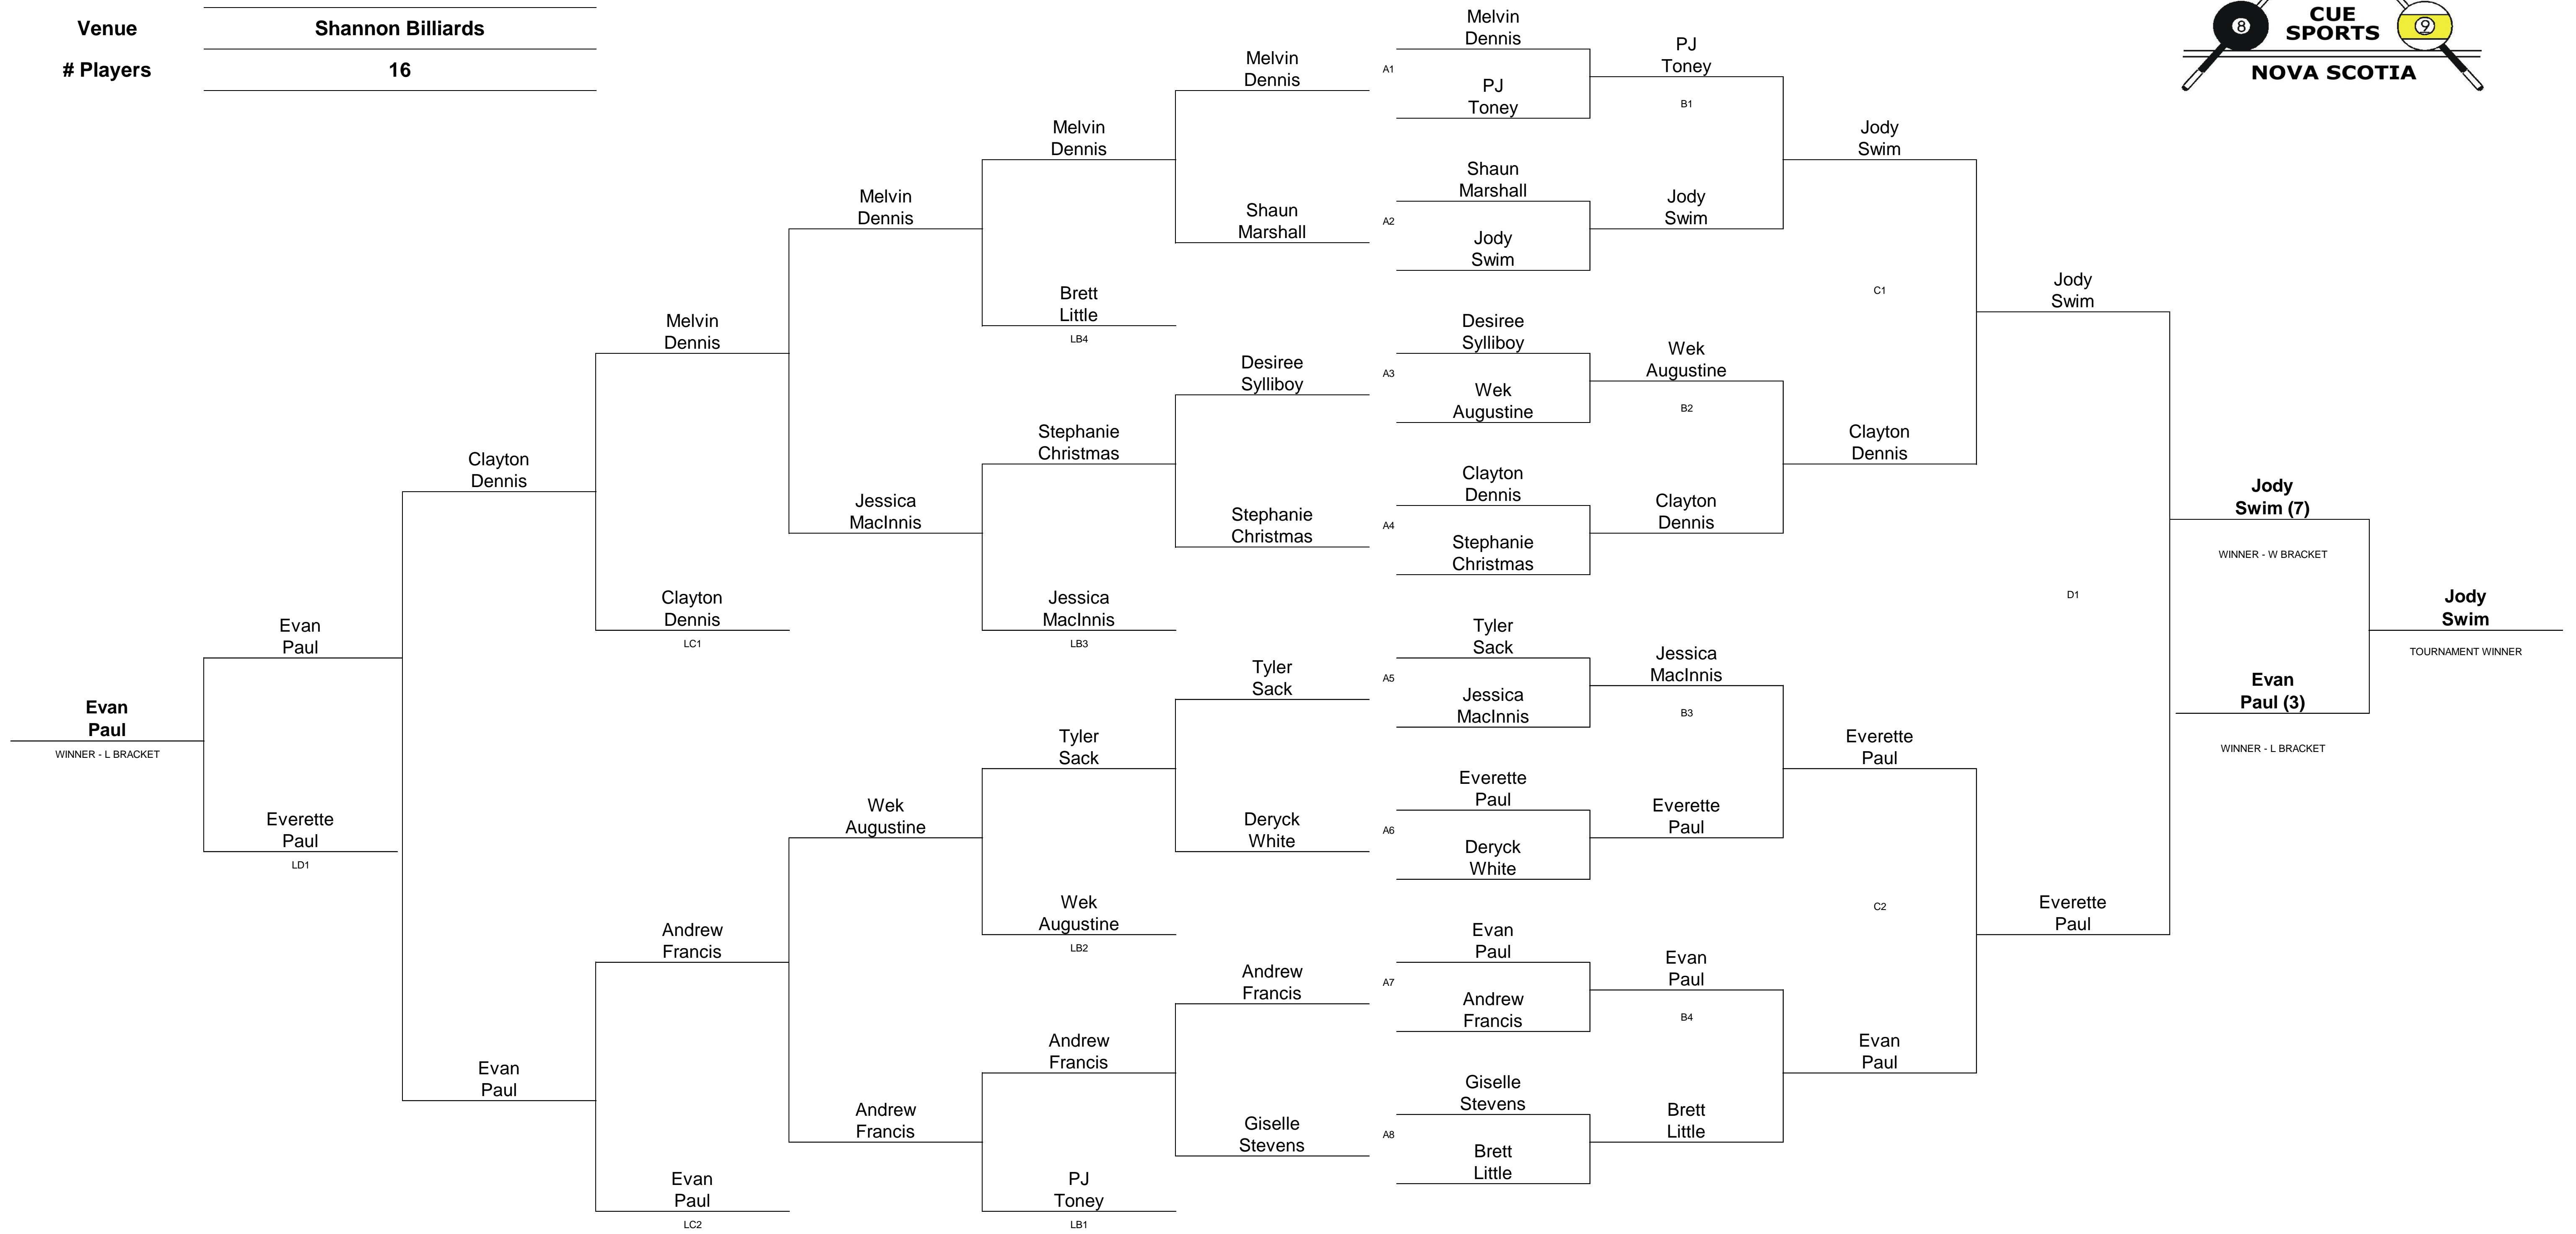 Venue
Shannon Billiards
# Players
16
8
CUE
SPORTS
9
NOVA SCOTIA
Evan
Paul
WINNER - L BRACKET
Evan
Paul
Everette
Paul
LD1
Clayton
Dennis
Evan
Paul
Melvin
Dennis
Clayton
Dennis
LC1
Andrew
Francis
Evan
Paul
LC2
Melvin
Dennis
Jessica
MacInnis
Wek
Augustine
Andrew
Francis
Melvin
Dennis
Brett
Little
LB4
Stephanie
Christmas
Jessica
MacInnis
LB3
Tyler
Sack
Wek
Augustine
LB2
Andrew
Francis
PJ
Toney
LB1
Melvin
Dennis
Shaun
Marshall
Desiree
Sylliboy
Stephanie
Christmas
Tyler
Sack
Deryck
White
Andrew
Francis
Giselle
Stevens
A1
A2
A3
A4
A5
A6
A7
A8
Melvin
Dennis
PJ
Toney
Shaun
Marshall
Jody
Swim
Desiree
Sylliboy
Wek
Augustine
Clayton
Dennis
Stephanie
Christmas
Tyler
Sack
Jessica
MacInnis
Everette
Paul
Deryck
White
Evan
Paul
Andrew
Francis
Giselle
Stevens
Brett
Little
PJ
Toney
B1
Jody
Swim
Wek
Augustine
B2
Clayton
Dennis
Jessica
MacInnis
B3
Everette
Paul
Evan
Paul
B4
Brett
Little
Jody
Swim
C1
Clayton
Dennis
Everette
Paul
C2
Evan
Paul
Jody
Swim
D1
Everette
Paul
Jody
Swim (7)
WINNER - W BRACKET
Evan
Paul (3)
WINNER - L BRACKET
Jody
Swim
TOURNAMENT WINNER